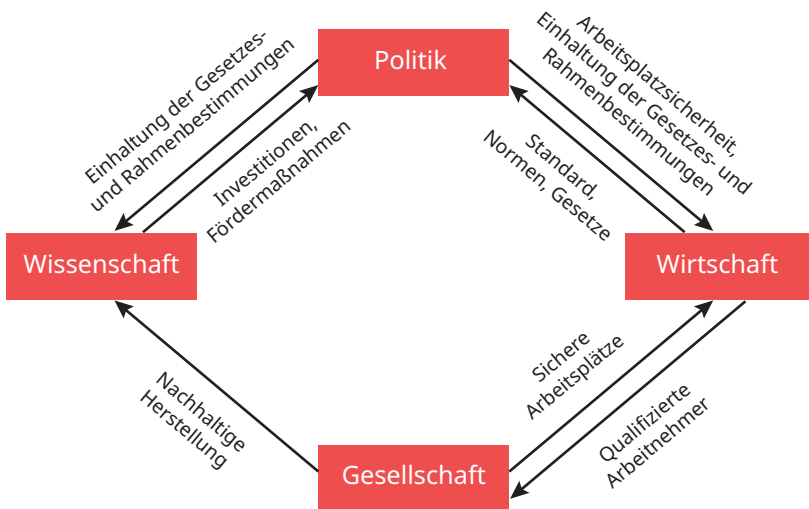 Politik
Einhaltung der Gesetzes-
und Rahmenbestimmungen
Investitionen,
Fördermaßnahmen
Arbeitsplatzsicherheit,
Einhaltung der Gesetzes- und
Rahmenbestimmungen
Standard,
Normen, Gesetze
Wissenschaft
Wirtschaft
Nachhaltige
Herstellung
Sichere
Arbeitsplätze
Qualifizierte
Arbeitnehmer
Gesellschaft